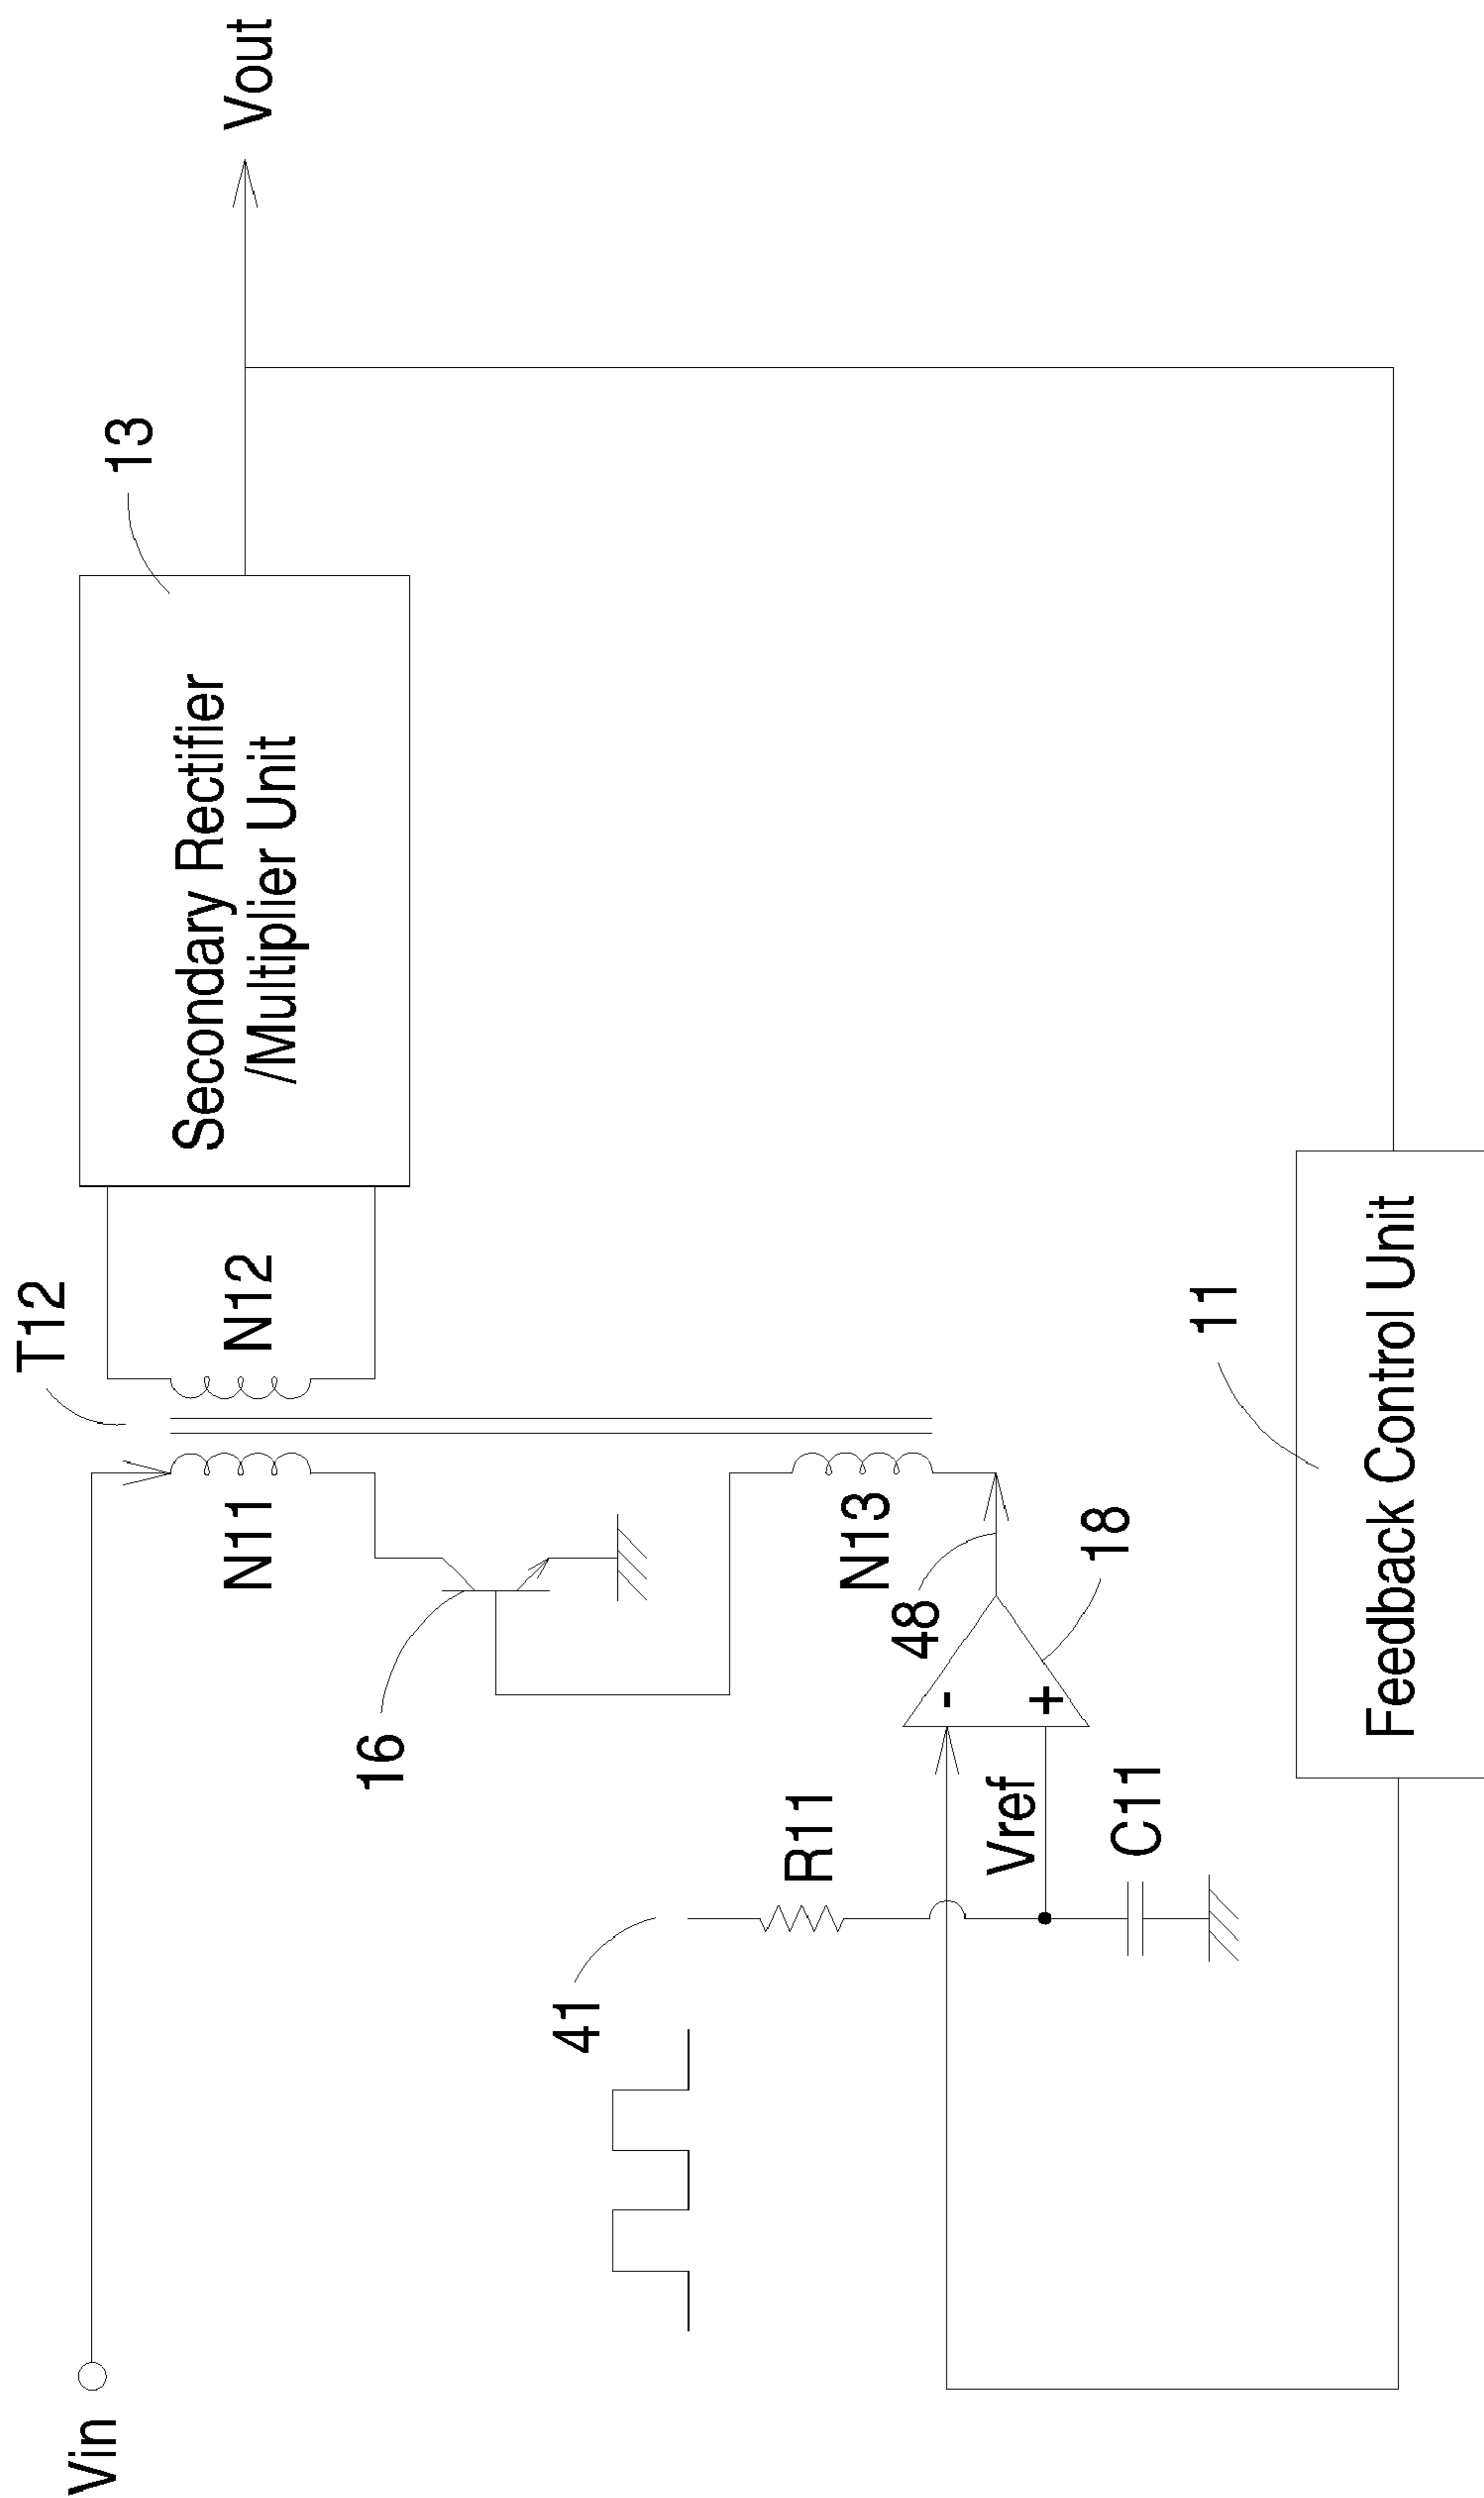 T12
13
Vin
N11
N12
Secondary Rectifier
/Multiplier Unit
Vout
16
41
R11
N13
48
-
+
Vref
18
C11
11
Feedback Control Unit